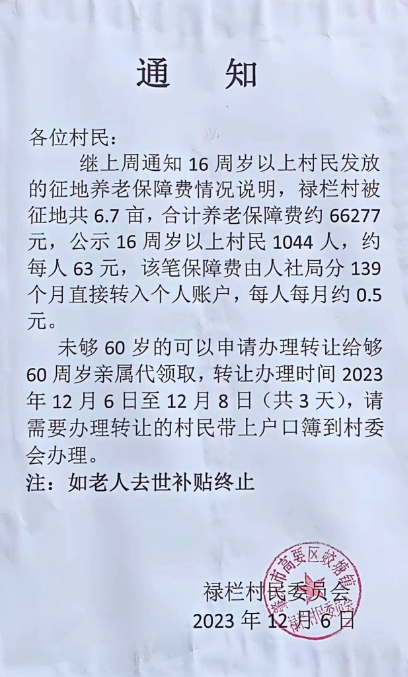 通 知
各位村民：
继上周通知 16 周岁以上村民发放
的征地养老保障费情况说明，禄栏村被
征地共 6.7 亩，合计养老保障费约 66277
元，公示 16 周岁以上村民 1044 人，约
每人 63 元，该笔保障费由人社局分 139
个月直接转入个人账户，每人每月约 0.5
元。
未够 60 岁的可以申请办理转让给够
60 周岁亲属代领取，转让办理时间 2023
年 12 月 6 日至 12 月 8 日（共 3 天），请
需要办理转让的村民带上户口簿到村委
会办理。
注：如老人去世补贴终止
禄栏村民委员会
2023 年 12 月 6 日
市高要区蛟塘镇